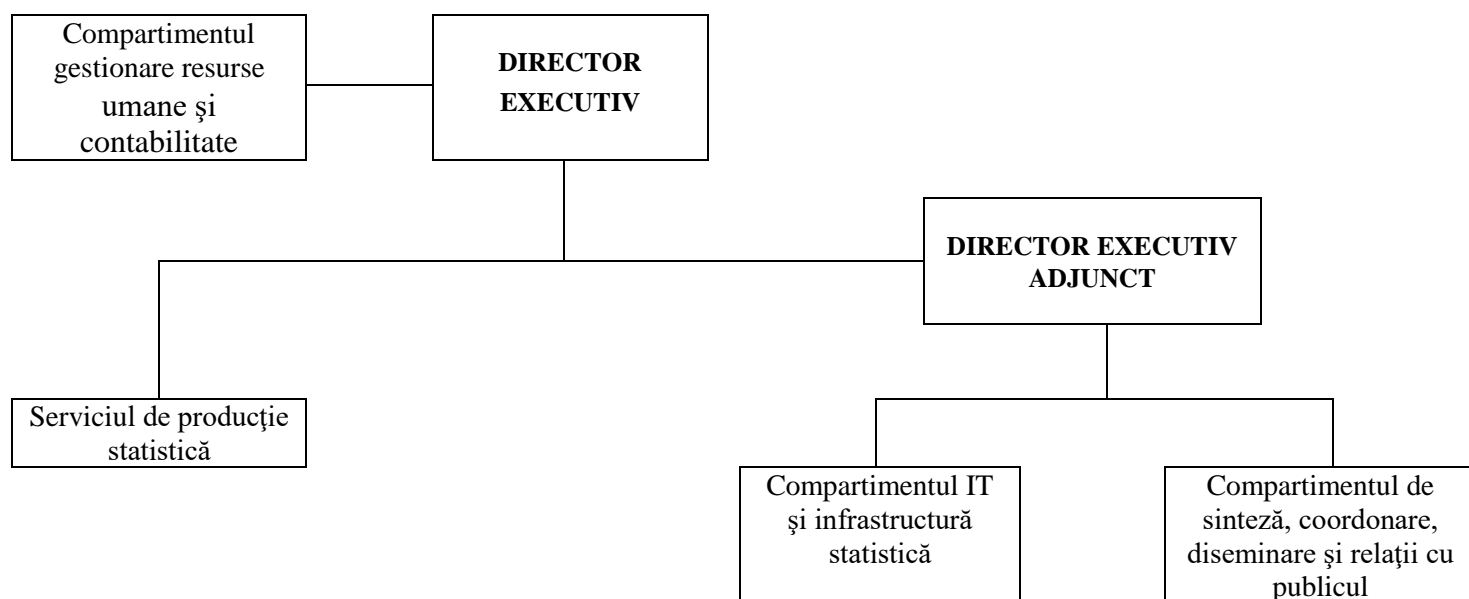 Compartimentul
gestionare resurse
umane şi
contabilitate
DIRECTOR
EXECUTIV
DIRECTOR EXECUTIV
ADJUNCT
Serviciul de producţie
statistică
Compartimentul IT
şi infrastructură
statistică
Compartimentul de
sinteză, coordonare,
diseminare şi relaţii cu
publicul